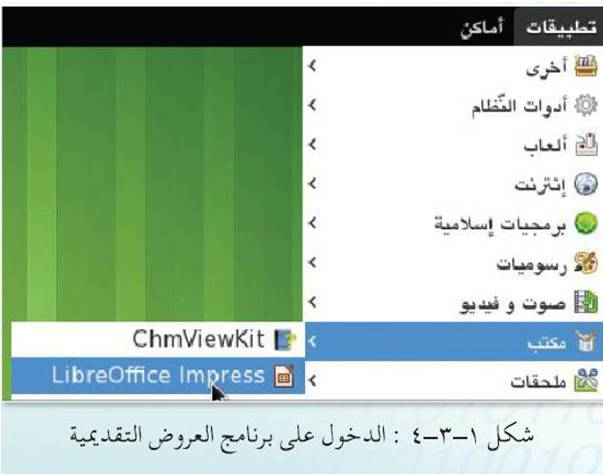 تطبيقات أماكن
أخرى
أدوات النّظام
ألعاب
إنترنت
برمجيات إسلامية
رسوميات
صوت و فيديو
مكتب
ChmViewKit
ملحقات
LibreOffice Impress
شكل ١-٣-٤ : الدخول على برنامج العروض التقديمية